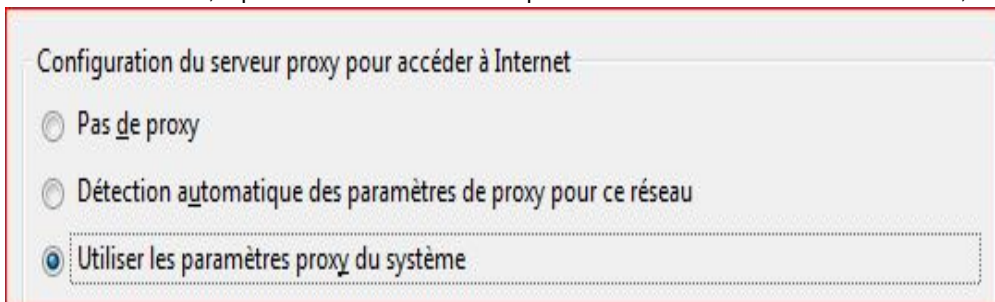 Configuration du serveur proxy pour accéder à Internet
Pas de proxy
Détection automatique des paramètres de proxy pour ce réseau
Utiliser les paramètres proxy du système